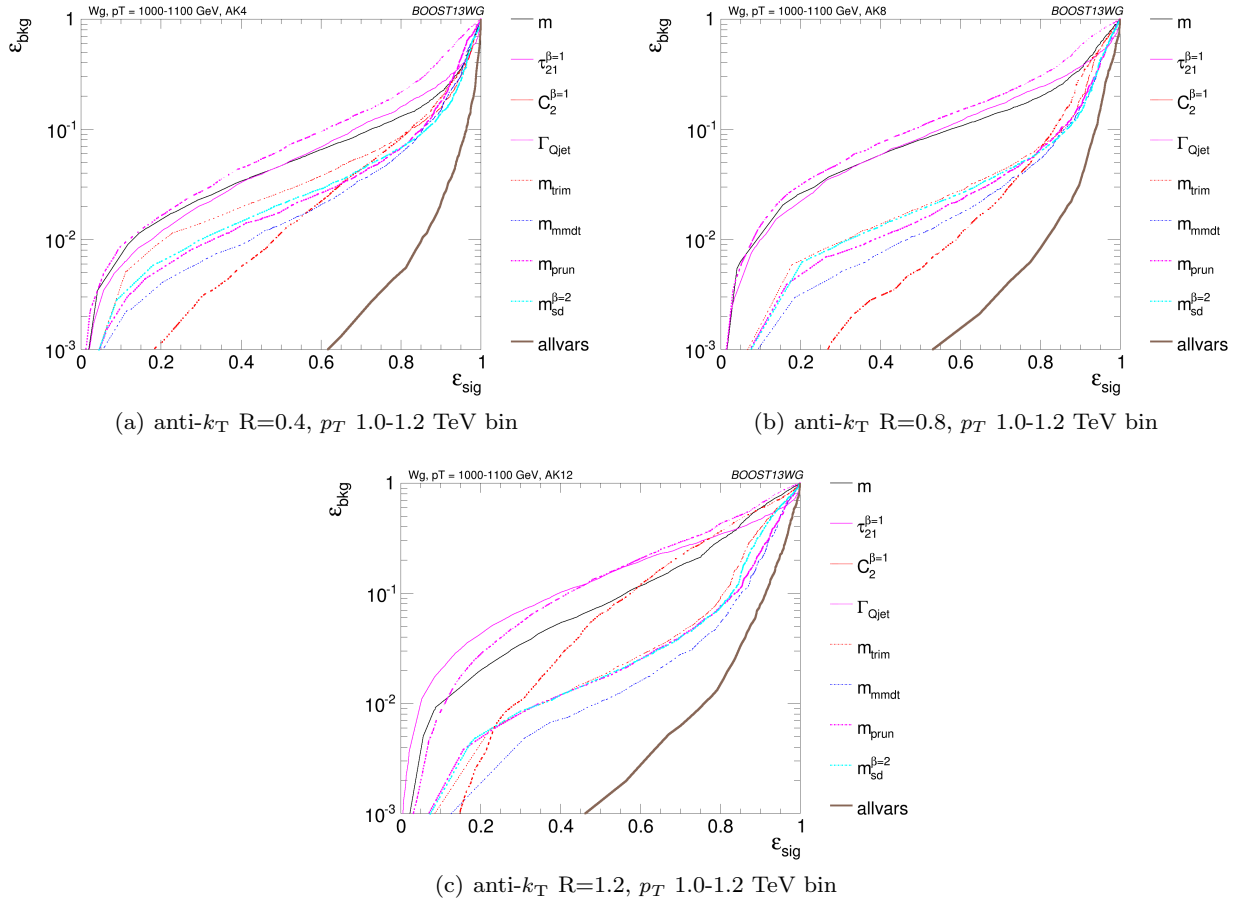 Wg, pT = 1000-1100 GeV, AK4
BOOST13WG
ε_bkg
1
10^-1
10^-2
10^-3
0
0.2
0.4
0.6
0.8
1
ε_sig
m
τ_21^β=1
C_2^β=1
Γ_Qjet
m_trim
m_mmdt
m_prun
m_sd^β=2
allvars
(a) anti-k_T R=0.4, p_T 1.0-1.2 TeV bin
Wg, pT = 1000-1100 GeV, AK8
BOOST13WG
ε_bkg
1
10^-1
10^-2
10^-3
0
0.2
0.4
0.6
0.8
1
ε_sig
m
τ_21^β=1
C_2^β=1
Γ_Qjet
m_trim
m_mmdt
m_prun
m_sd^β=2
allvars
(b) anti-k_T R=0.8, p_T 1.0-1.2 TeV bin
Wg, pT = 1000-1100 GeV, AK12
BOOST13WG
ε_bkg
1
10^-1
10^-2
10^-3
0
0.2
0.4
0.6
0.8
1
ε_sig
m
τ_21^β=1
C_2^β=1
Γ_Qjet
m_trim
m_mmdt
m_prun
m_sd^β=2
allvars
(c) anti-k_T R=1.2, p_T 1.0-1.2 TeV bin